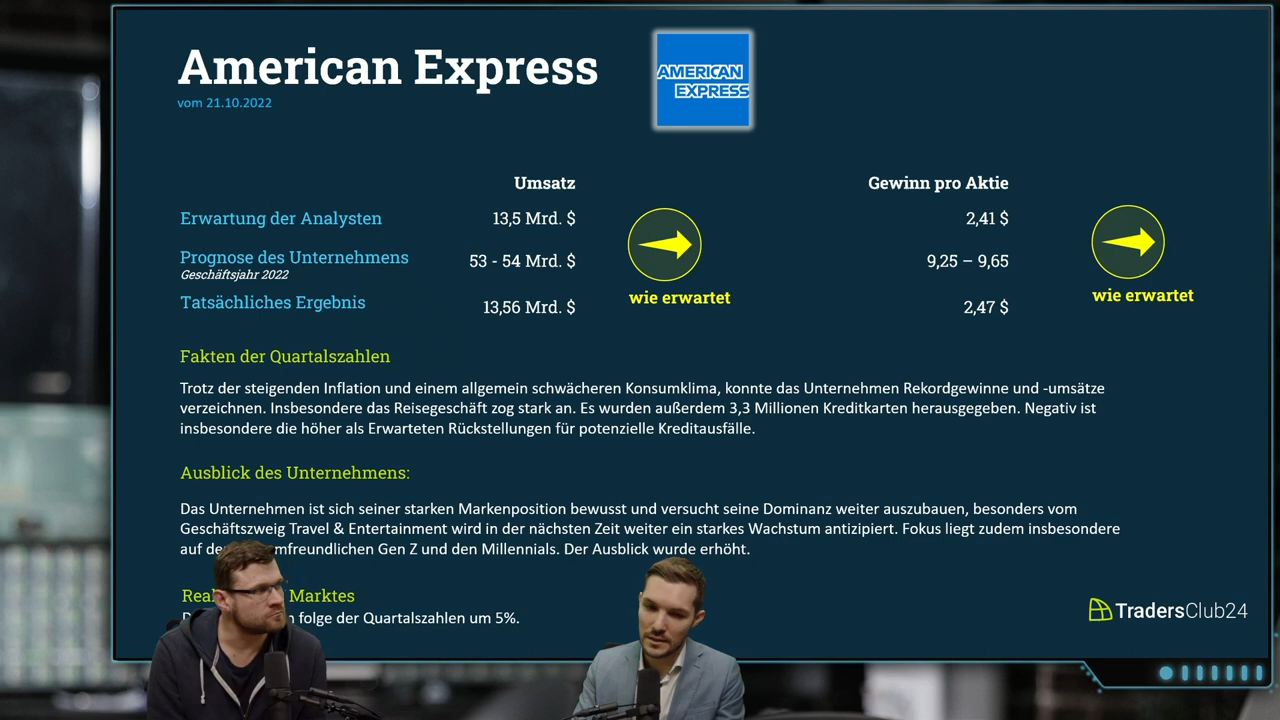 American Express
vom 21.10.2022
AMERICAN
EXPRESS
Umsatz Gewinn pro Aktie
Erwartung der Analysten 13,5 Mrd. $ 2,41 $
Prognose des Unternehmens 53 - 54 Mrd. $ 9,25 – 9,65
Geschäftsjahr 2022
wie erwartet wie erwartet
Tatsächliches Ergebnis 13,56 Mrd. $ 2,47 $
Fakten der Quartalszahlen
Trotz der steigenden Inflation und einem allgemein schwächeren Konsumklima, konnte das Unternehmen Rekordgewinne und -umsätze
verzeichnen. Insbesondere das Reisegeschäft zog stark an. Es wurden außerdem 3,3 Millionen Kreditkarten herausgegeben. Negativ ist
insbesondere die höher als Erwarteten Rückstellungen für potenzielle Kreditausfälle.
Ausblick des Unternehmens:
Das Unternehmen ist sich seiner starken Markenposition bewusst und versucht seine Dominanz weiter auszubauen, besonders vom
Geschäftszweig Travel & Entertainment wird in der nächsten Zeit weiter ein starkes Wachstum antizipiert. Fokus liegt zudem insbesondere
auf mfreundlichen Gen Z und den Millennials. Der Ausblick wurde erhöht.
Marktes
folge der Quartalszahlen um 5%.
TradersClub24